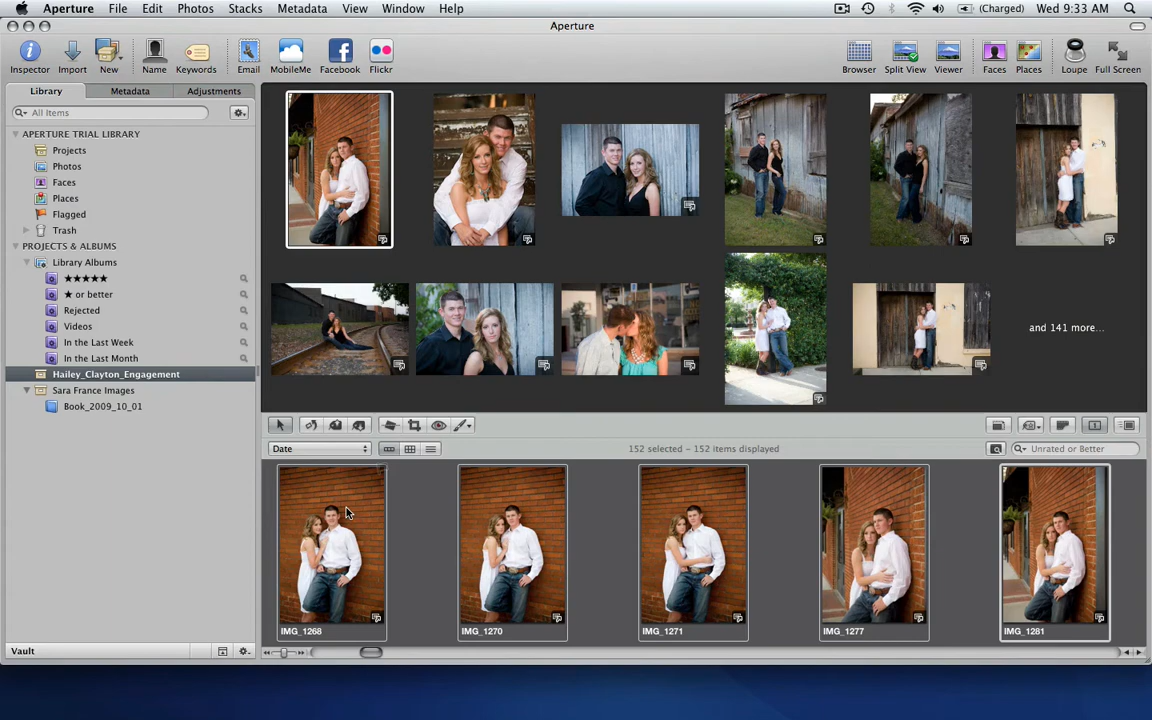 Aperture File Edit Photos Stacks Metadata View Window Help (Charged) Wed 9:33 AM
Aperture
Inspector Import New Name Keywords Email MobileMe Facebook Flickr Browser Split View Viewer Faces Places Loupe Full Screen
Library Metadata Adjustments
All Items
APERTURE TRIAL LIBRARY
Projects
Photos
Faces
Places
Flagged
Trash
PROJECTS & ALBUMS
Library Albums
★★★★★
★ or better
Rejected
Videos
In the Last Week
In the Last Month
Hailey_Clayton_Engagement
Sara France Images
Book_2009_10_01
and 141 more...
Date 152 selected - 152 items displayed Unrated or Better
IMG_1268 IMG_1270 IMG_1271 IMG_1277 IMG_1281
Vault